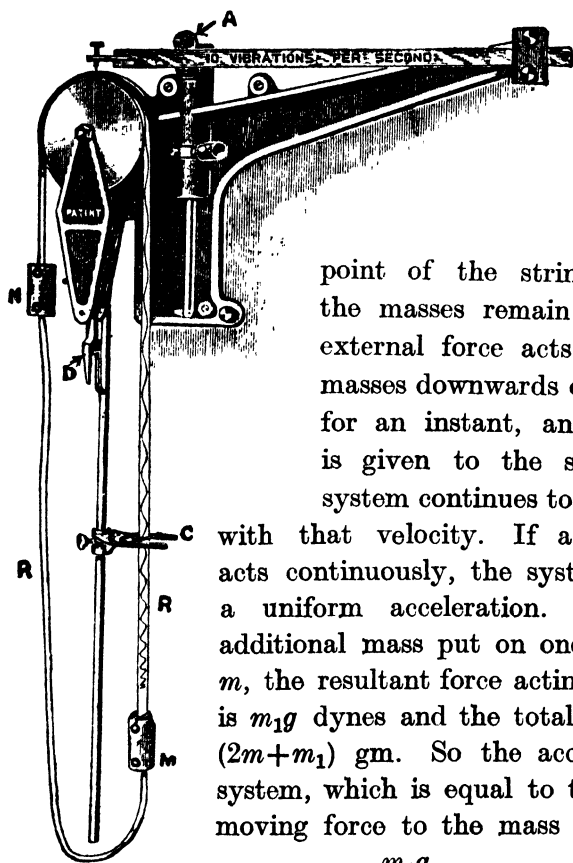 A
10 VIBRATIONS PER SECOND
PATENT
N
D
C
R
R
M
point of the strin
the masses remain
external force acts
masses downwards
for an instant, an
is given to the s
system continues to
with that velocity. If a
acts continuously, the syst
a uniform acceleration.
additional mass put on one
m, the resultant force actin
is m₁g dynes and the total
(2m+m₁) gm. So the acc
system, which is equal to t
moving force to the mass
m₁g